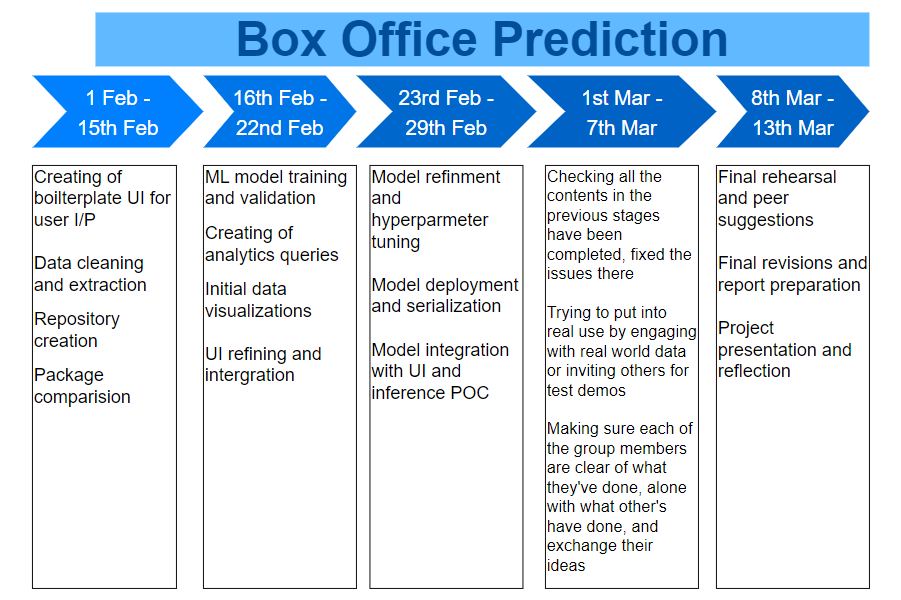 Box Office Prediction
1 Feb -
15th Feb
16th Feb -
22nd Feb
23rd Feb -
29th Feb
1st Mar -
7th Mar
8th Mar -
13th Mar
Creating of
boilterplate UI for
user I/P
Data cleaning
and extraction
Repository
creation
Package
comparision
ML model training
and validation
Creating of
analytics queries
Initial data
visualizations
UI refining and
intergration
Model refinment
and
hyperparmeter
tuning
Model deployment
and serialization
Model integration
with UI and
inference POC
Checking all the
contents in the
previous stages
have been
completed, fixed the
issues there
Trying to put into
real use by engaging
with real world data
or inviting others for
test demos
Making sure each of
the group members
are clear of what
they've done, alone
with what other's
have done, and
exchange their
ideas
Final rehearsal
and peer
suggestions
Final revisions and
report preparation
Project
presentation and
reflection